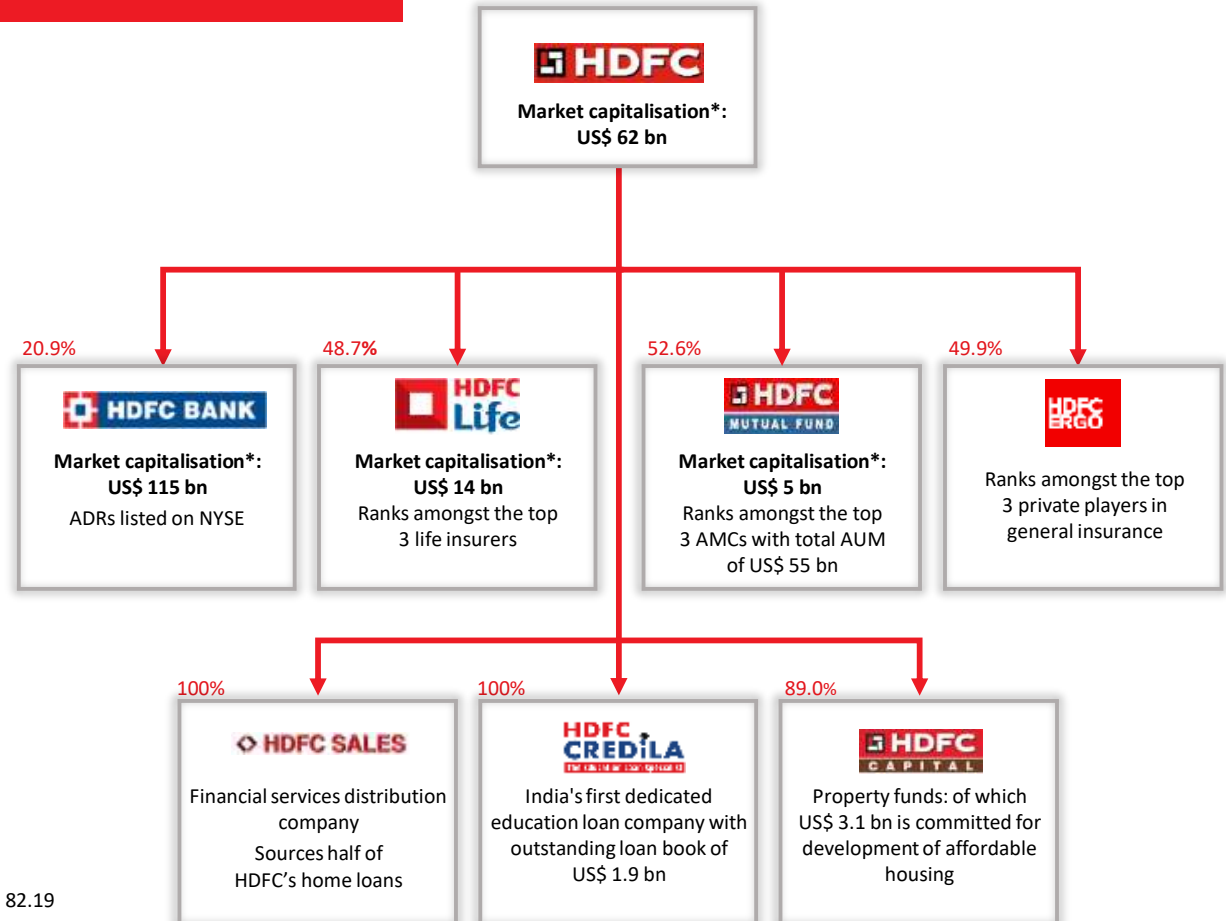 HDFC
Market capitalisation*:
US$ 62 bn
20.9%
48.7%
52.6%
49.9%
HDFC BANK
Market capitalisation*:
US$ 115 bn
ADRs listed on NYSE
HDFC
Life
Market capitalisation*:
US$ 14 bn
Ranks amongst the top
3 life insurers
HDFC
MUTUAL FUND
Market capitalisation*:
US$ 5 bn
Ranks amongst the top
3 AMCs with total AUM
of US$ 55 bn
HDFC
ERGO
Ranks amongst the top
3 private players in
general insurance
100%
100%
89.0%
HDFC SALES
Financial services distribution
company
Sources half of
HDFC's home loans
HDFC
CREDILA
India's first dedicated
education loan company with
outstanding loan book of
US$ 1.9 bn
HDFC
CAPITAL
Property funds: of which
US$ 3.1 bn is committed for
development of affordable
housing
82.19